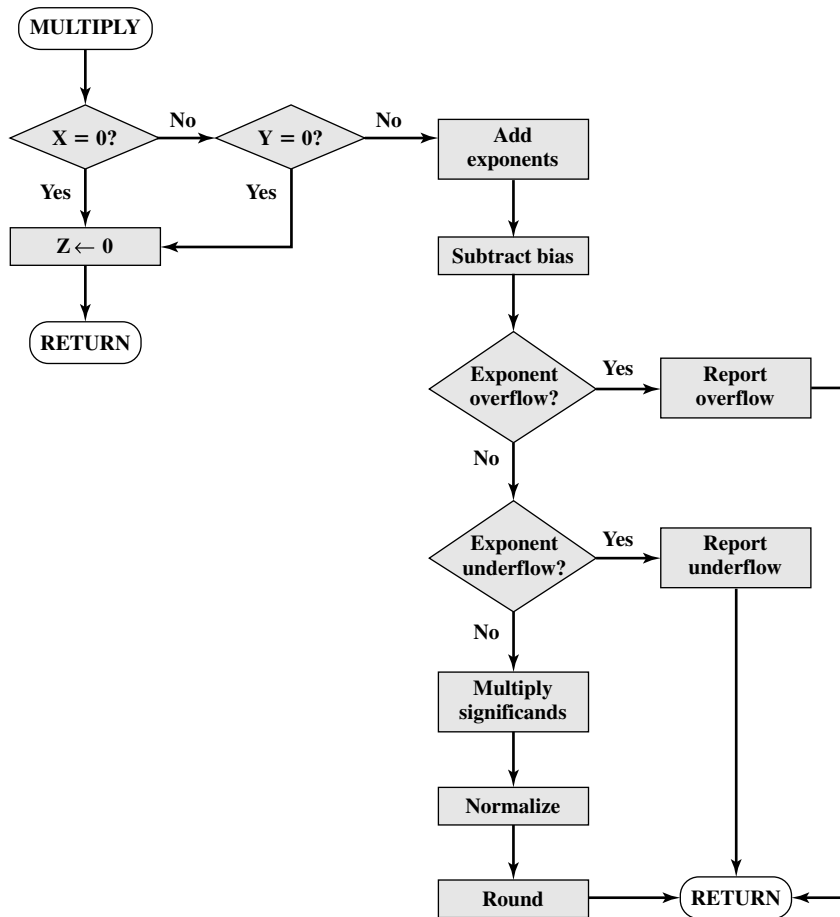 MULTIPLY
X = 0?
No
Y = 0?
No
Add
exponents
Yes
Yes
Z ← 0
Subtract bias
RETURN
Exponent
overflow?
Yes
Report
overflow
No
Exponent
underflow?
Yes
Report
underflow
No
Multiply
significands
Normalize
Round
RETURN